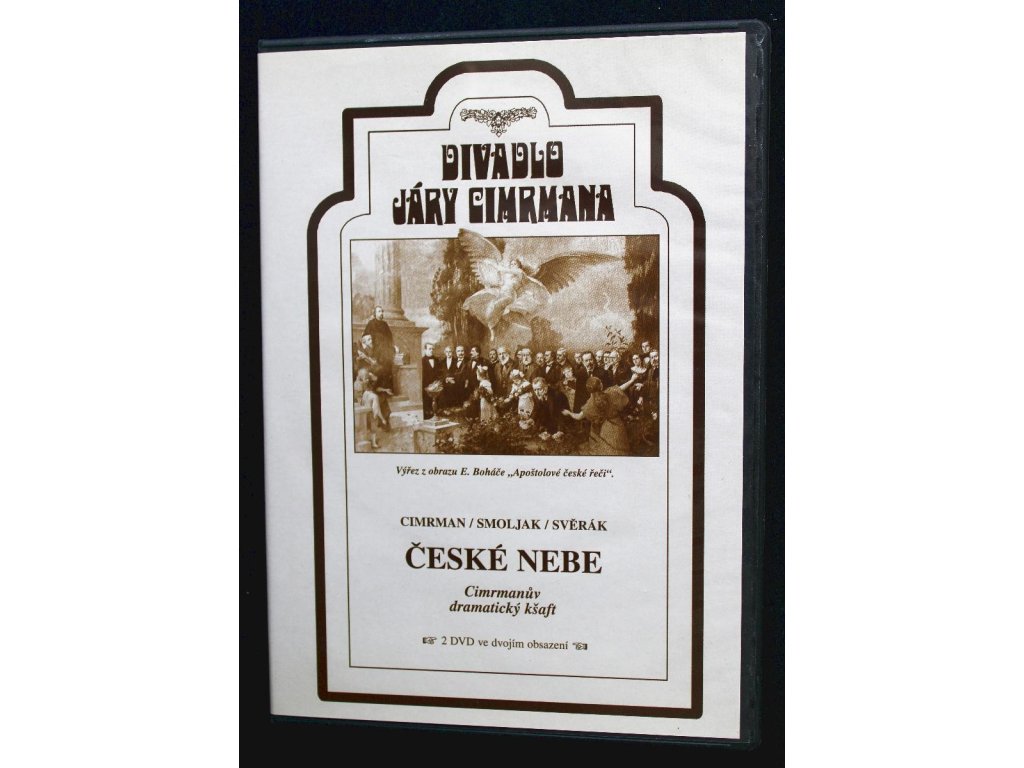 DIVADLO
JÁRY CIMRMANA
Výřez z obrazu E. Boháče „Apoštolové české řeči“.
CIMRMAN / SMOLJAK / SVĚRÁK
ČESKÉ NEBE
Cimrmanův
dramatický kšaft
2 DVD ve dvojím obsazení